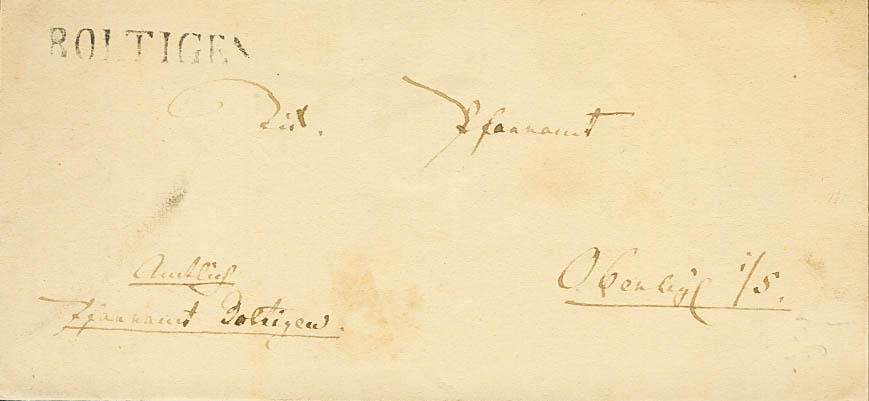 BOLTIGEN
Tit. Pfarramt
Oberwyl i/S.
Amtlich
Pfarramt Boltigen.